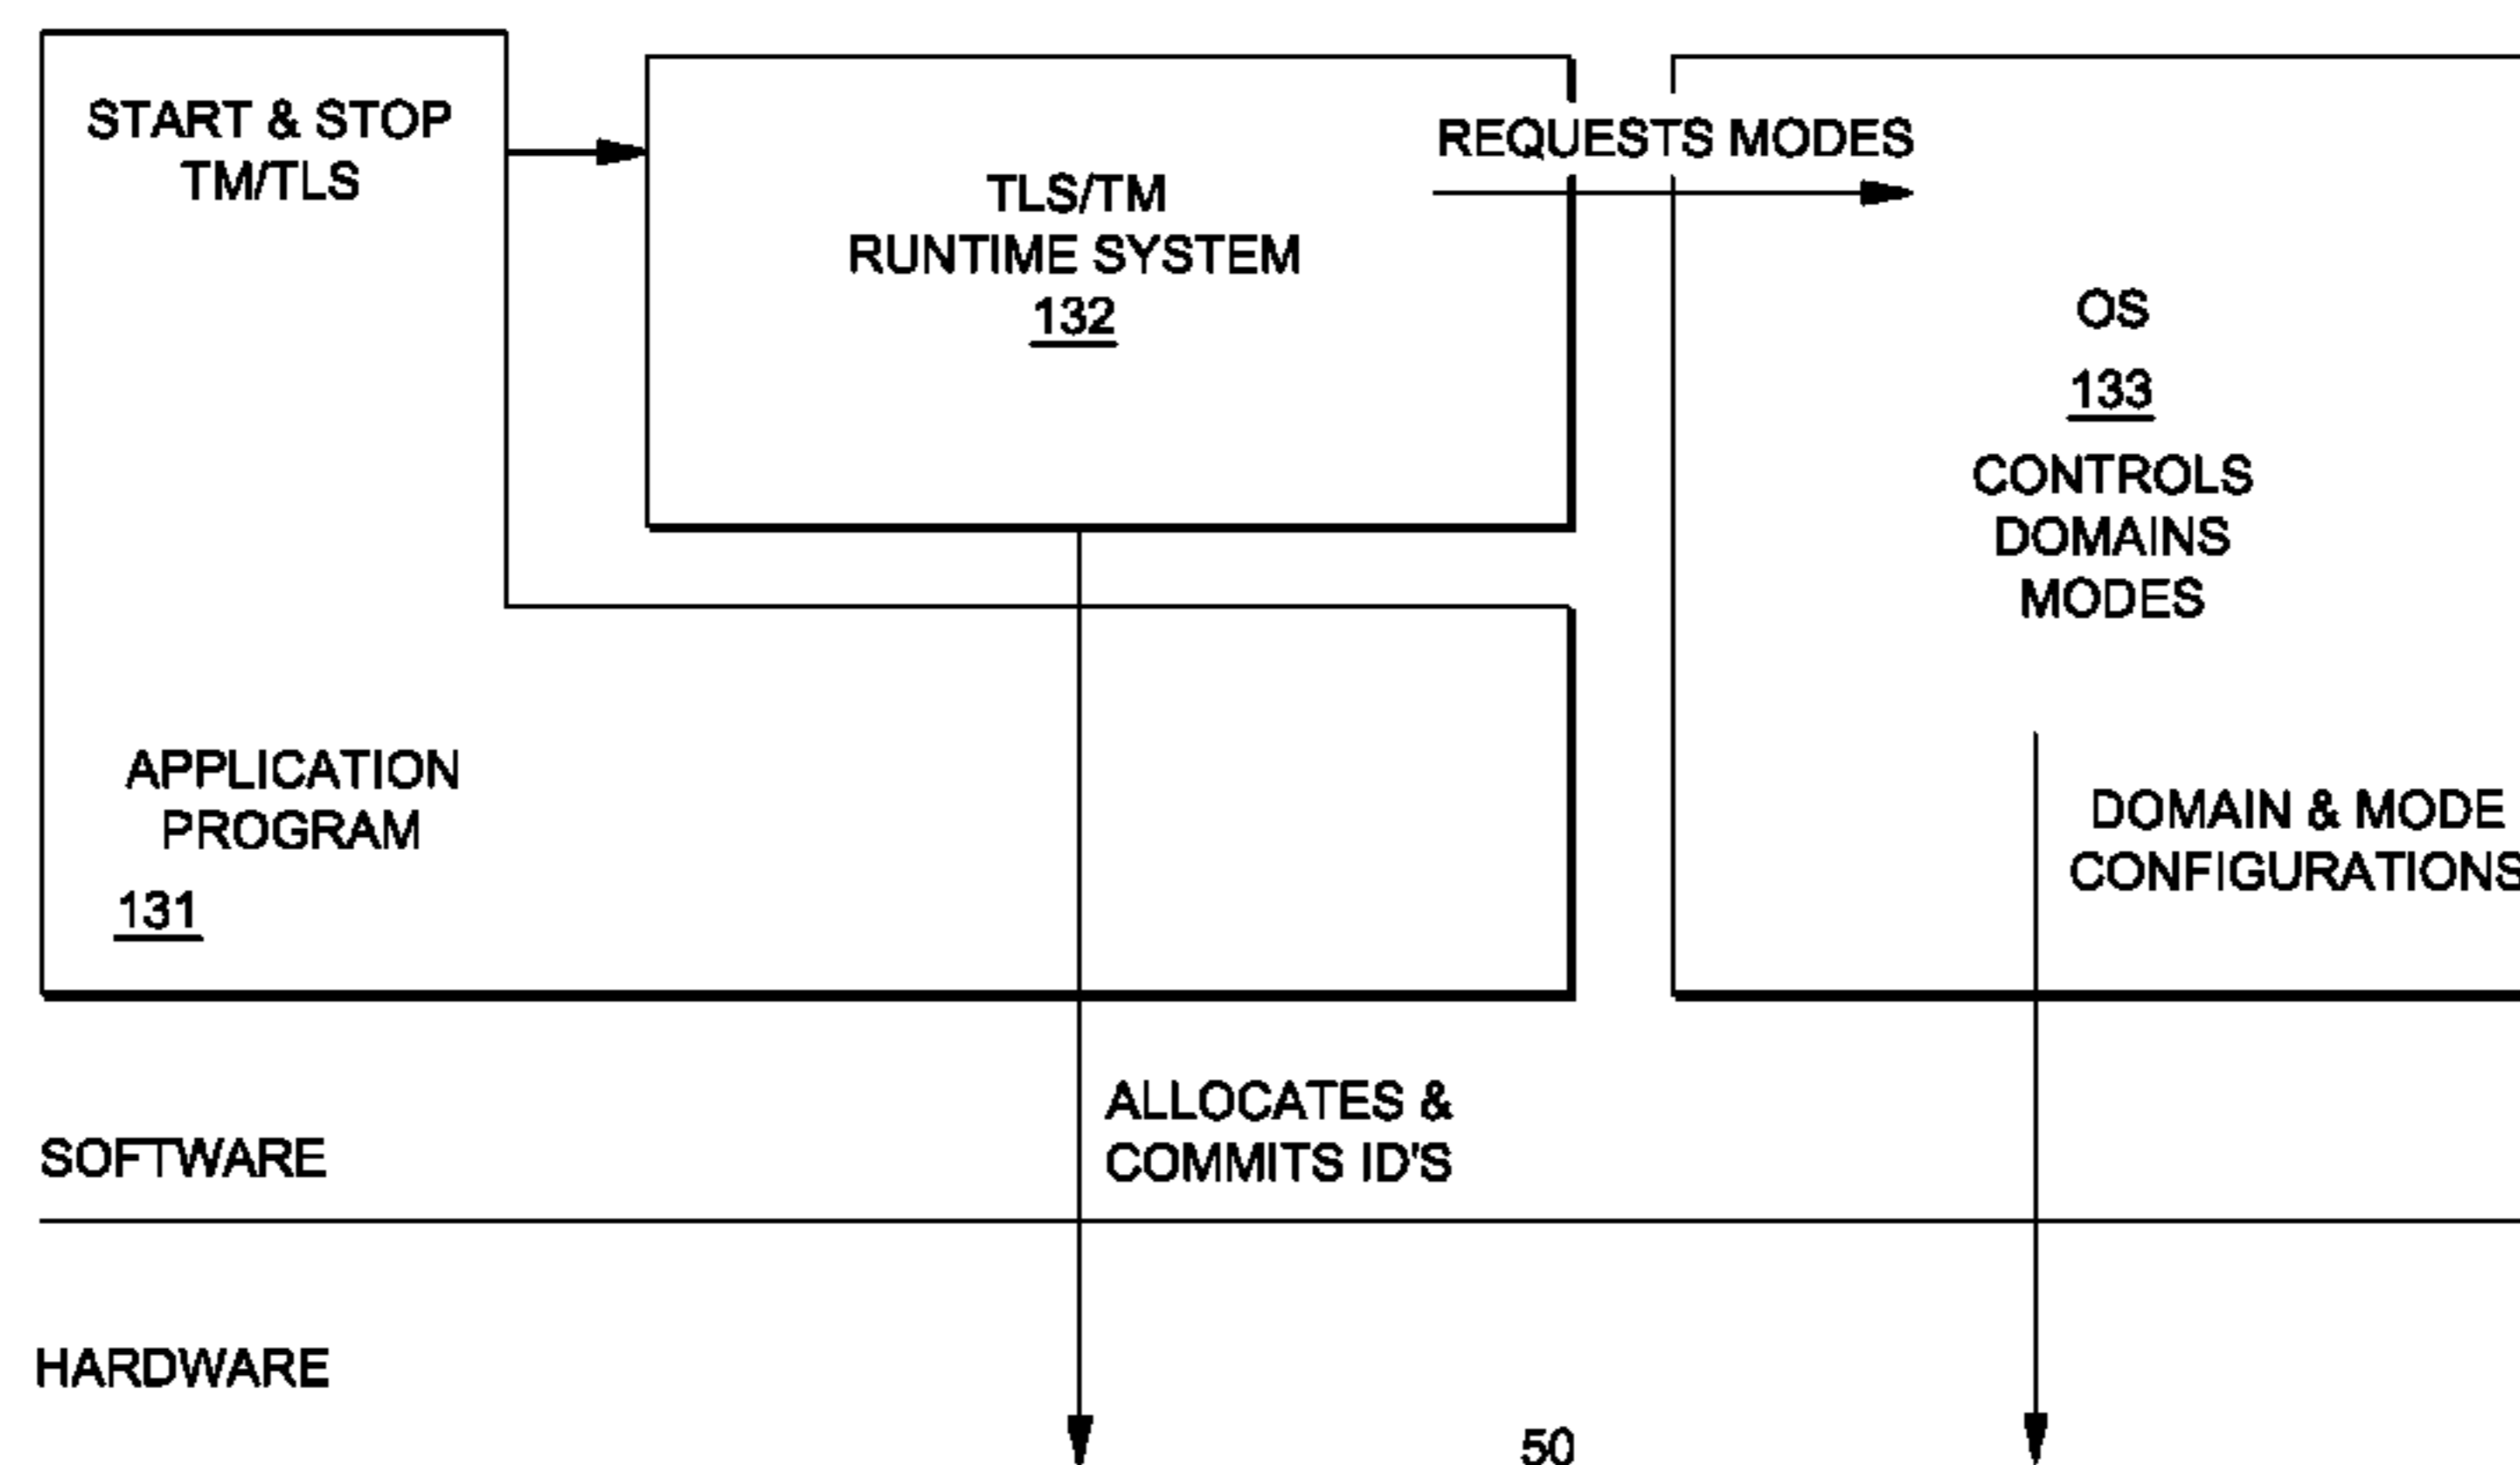 START & STOP
TM/TLS
TLS/TM
RUNTIME SYSTEM
132
REQUESTS MODES
OS
133
CONTROLS
DOMAINS
MODES
APPLICATION
PROGRAM
131
DOMAIN & MODE
CONFIGURATIONS
ALLOCATES &
COMMITS ID'S
SOFTWARE
HARDWARE
50